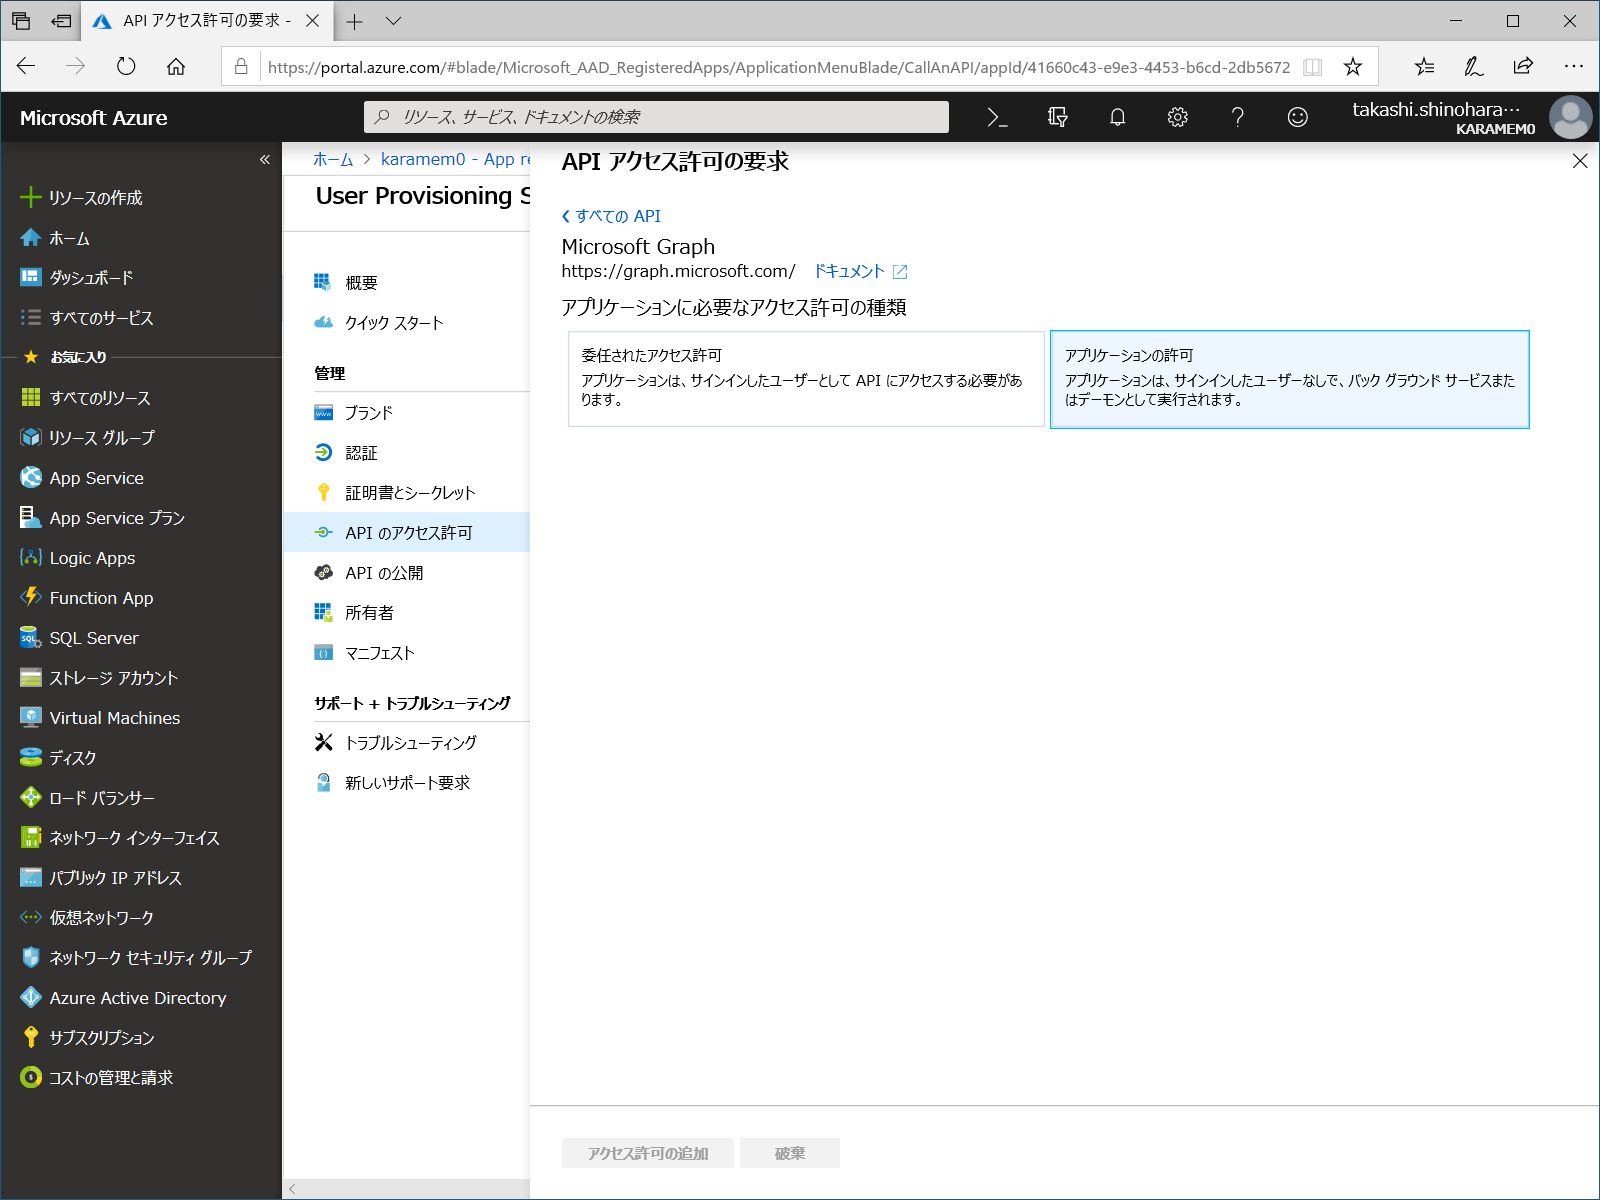 API アクセス許可の要求 -
https://portal.azure.com/#blade/Microsoft_AAD_RegisteredApps/ApplicationMenuBlade/CallAnAPI/appId/41660c43-e9e3-4453-b6cd-2db5672
Microsoft Azure
リソース、サービス、ドキュメントの検索
takashi.shinohara…
KARAMEM0
«
リソースの作成
ホーム
ダッシュボード
すべてのサービス
お気に入り
すべてのリソース
リソース グループ
App Service
App Service プラン
Logic Apps
Function App
SQL Server
ストレージ アカウント
Virtual Machines
ディスク
ロード バランサー
ネットワーク インターフェイス
パブリック IP アドレス
仮想ネットワーク
ネットワーク セキュリティ グループ
Azure Active Directory
サブスクリプション
コストの管理と請求
ホーム > karamem0 - App re
User Provisioning S
概要
クイック スタート
管理
ブランド
認証
証明書とシークレット
API のアクセス許可
API の公開
所有者
マニフェスト
サポート + トラブルシューティング
トラブルシューティング
新しいサポート要求
API アクセス許可の要求
すべての API
Microsoft Graph
https://graph.microsoft.com/ ドキュメント
アプリケーションに必要なアクセス許可の種類
委任されたアクセス許可
アプリケーションは、サインインしたユーザーとして API にアクセスする必要があ
ります。
アプリケーションの許可
アプリケーションは、サインインしたユーザーなしで、バック グラウンド サービスまた
はデーモンとして実行されます。
アクセス許可の追加
破棄